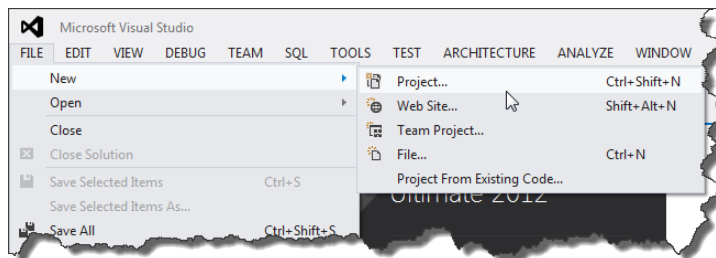 Microsoft Visual Studio
FILE EDIT VIEW DEBUG TEAM SQL TOOLS TEST ARCHITECTURE ANALYZE WINDOW
New
Project... Ctrl+Shift+N
Open
Web Site... Shift+Alt+N
Close
Team Project...
Close Solution
File... Ctrl+N
Save Selected Items Ctrl+S
Project From Existing Code...
Save Selected Items As...
Ultimate 2012
Save All Ctrl+Shift+S